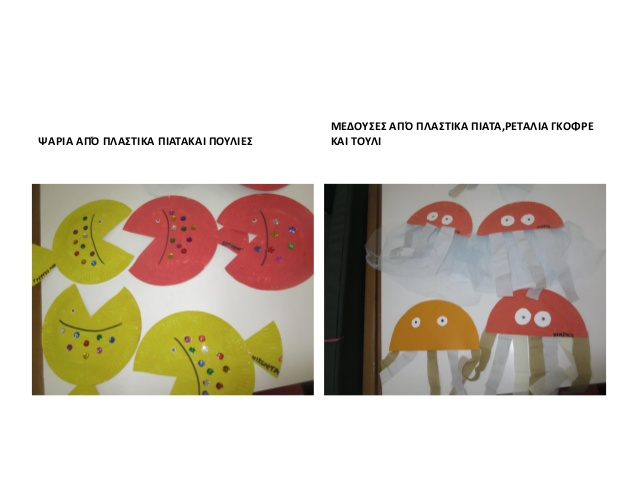 ΨΑΡΙΑ ΑΠΌ ΠΛΑΣΤΙΚΑ ΠΙΑΤΑΚΑΙ ΠΟΥΛΙΕΣ
ΜΕΔΟΥΣΕΣ ΑΠΌ ΠΛΑΣΤΙΚΑ ΠΙΑΤΑ,ΡΕΤΑΛΙΑ ΓΚΟΦΡΕ
ΚΑΙ ΤΟΥΛΙ